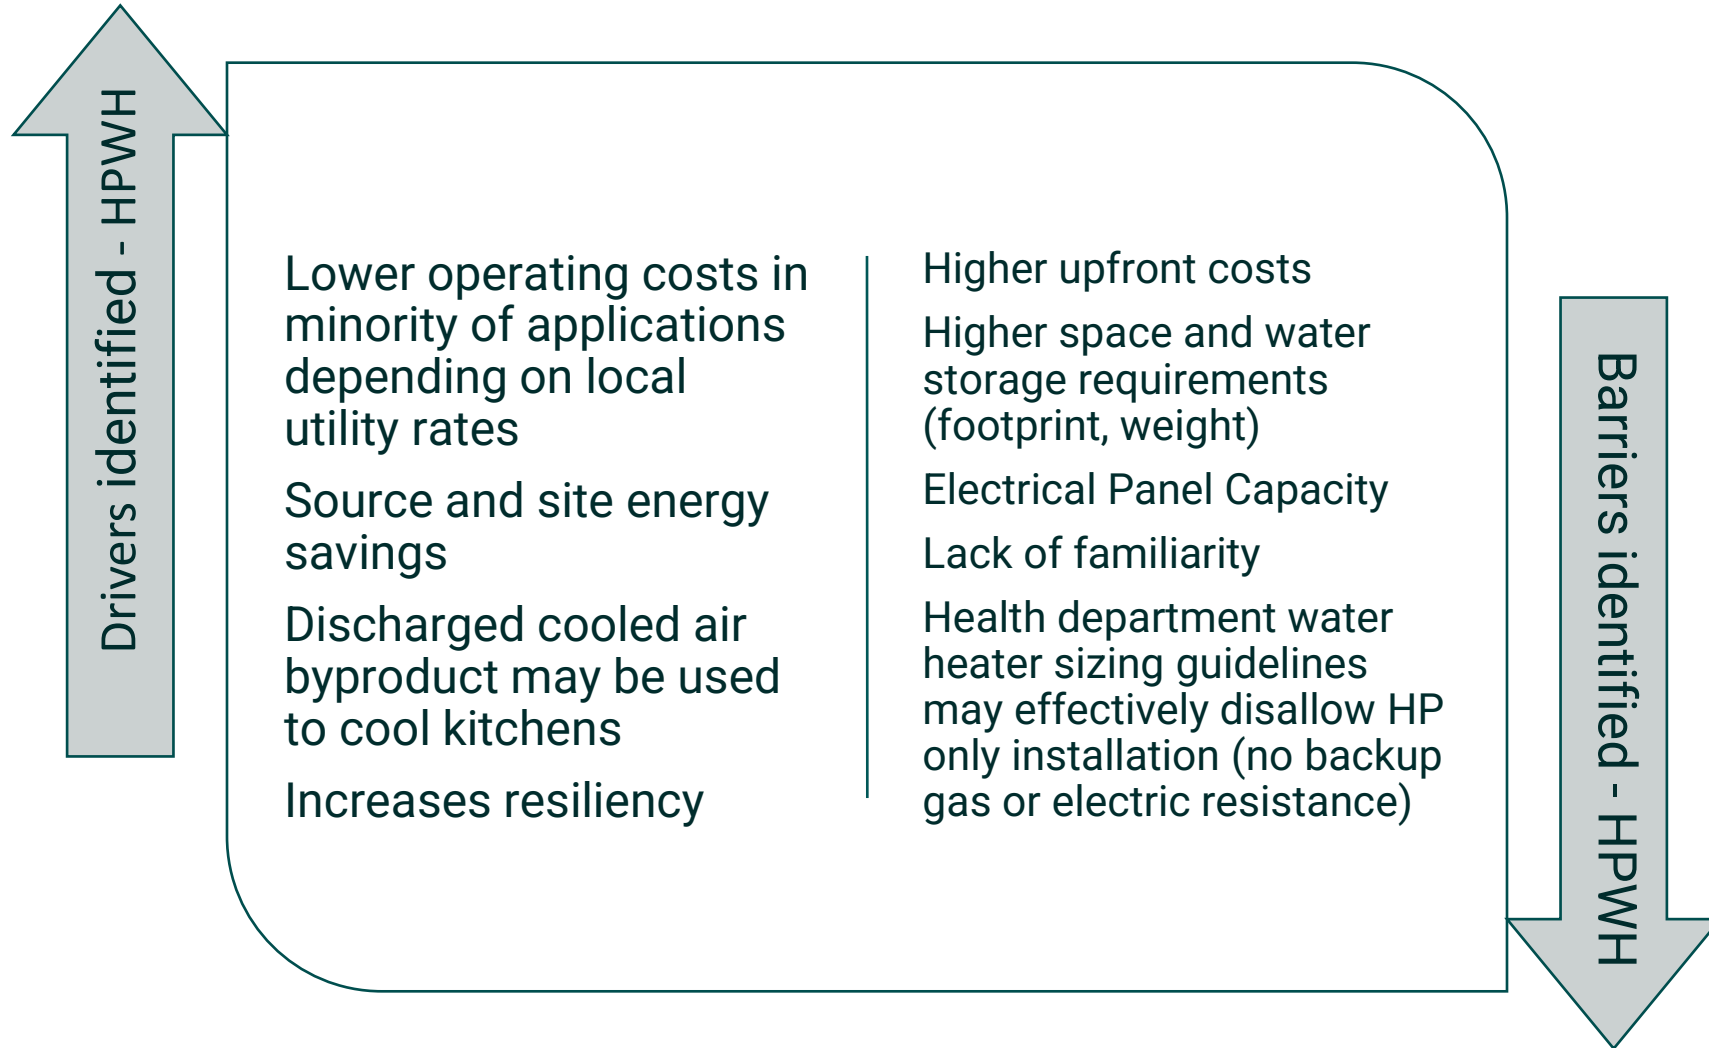 Drivers identified - HPWH
Lower operating costs in
minority of applications
depending on local
utility rates
Source and site energy
savings
Discharged cooled air
byproduct may be used
to cool kitchens
Increases resiliency
Higher upfront costs
Higher space and water
storage requirements
(footprint, weight)
Electrical Panel Capacity
Lack of familiarity
Health department water
heater sizing guidelines
may effectively disallow HP
only installation (no backup
gas or electric resistance)
Barriers identified - HPWH